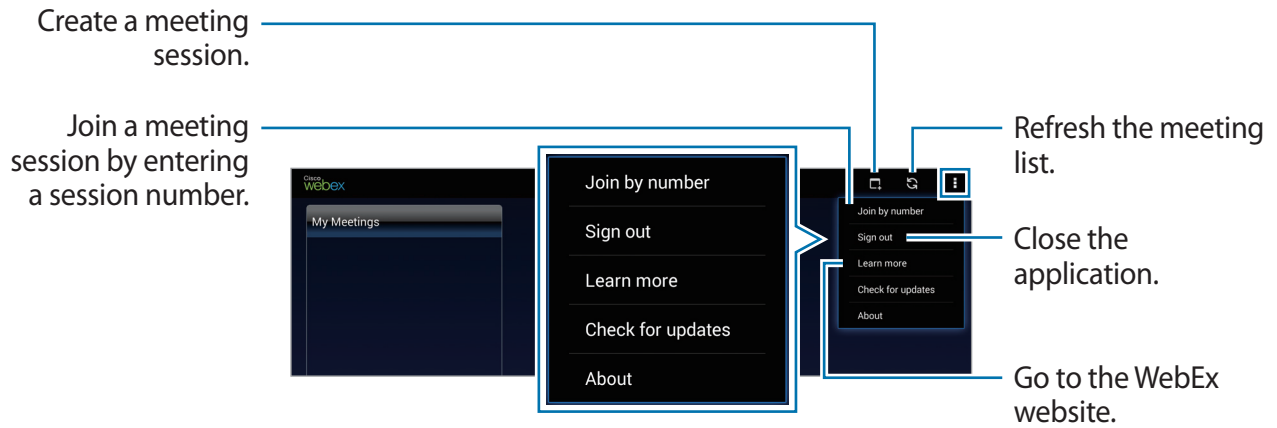 Create a meeting
session.
Join a meeting
session by entering
a session number.
Cisco
webex
My Meetings
Join by number
Sign out
Learn more
Check for updates
About
Join by number
Sign out
Learn more
Check for updates
About
Refresh the meeting
list.
Close the
application.
Go to the WebEx
website.